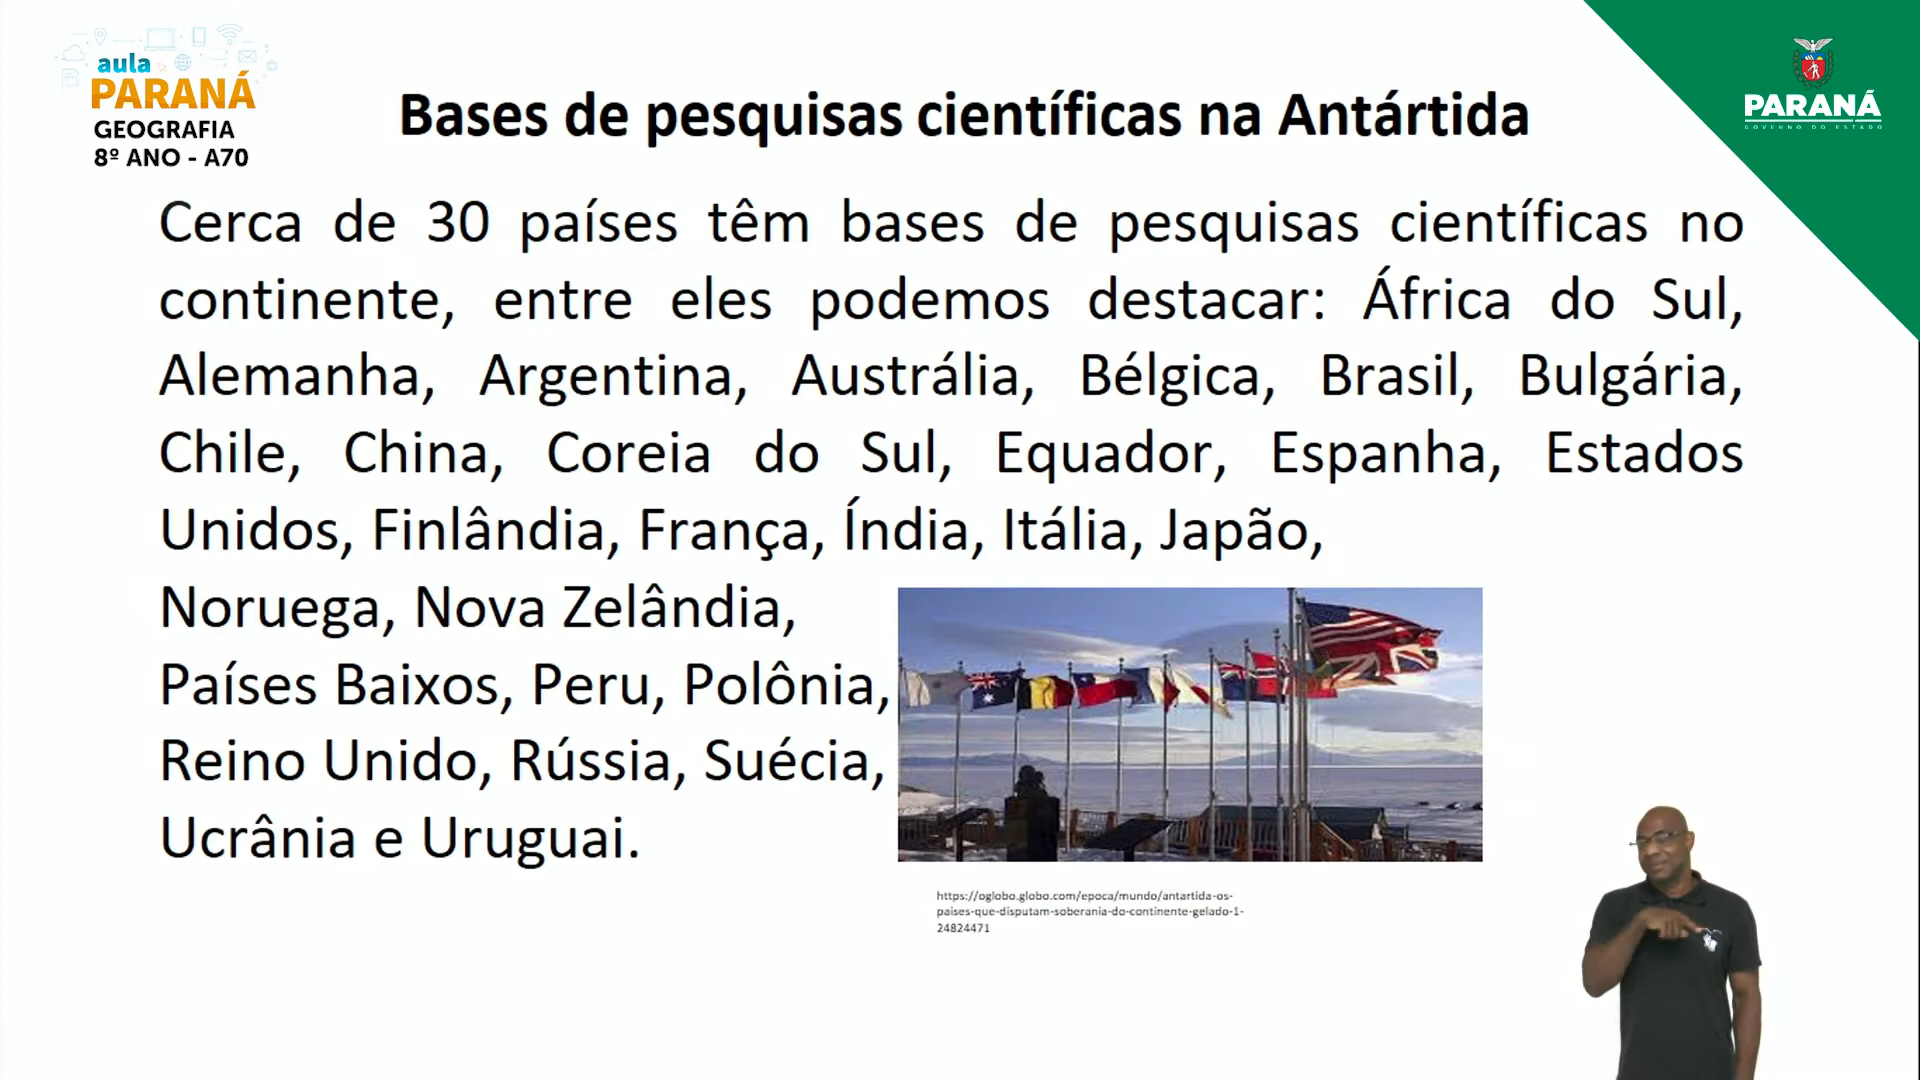 aula
PARANÁ
GEOGRAFIA
8º ANO - A70
Bases de pesquisas científicas na Antártida
PARANÁ
GOVERNO DO ESTADO
Cerca de 30 países têm bases de pesquisas científicas no
continente, entre eles podemos destacar: África do Sul,
Alemanha, Argentina, Austrália, Bélgica, Brasil, Bulgária,
Chile, China, Coreia do Sul, Equador, Espanha, Estados
Unidos, Finlândia, França, Índia, Itália, Japão,
Noruega, Nova Zelândia,
Países Baixos, Peru, Polônia,
Reino Unido, Rússia, Suécia,
Ucrânia e Uruguai.
https://oglobo.globo.com/epoca/mundo/antartida-os-
paises-que-disputam-soberania-do-continente-gelado-1-
24824471